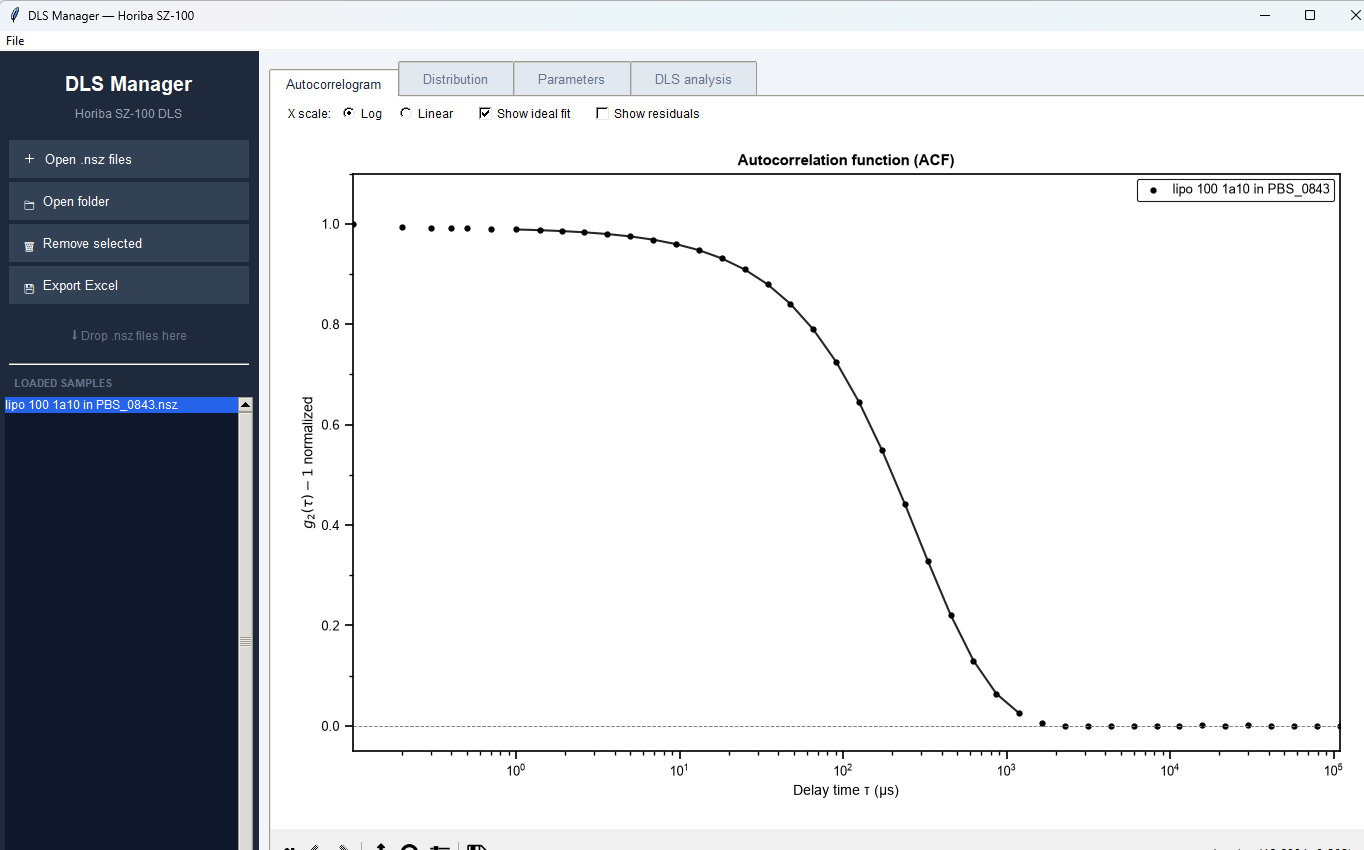 DLS Manager — Horiba SZ-100
File
DLS Manager
Horiba SZ-100 DLS
+ Open .nsz files
Open folder
Remove selected
Export Excel
⬇ Drop .nsz files here
LOADED SAMPLES
lipo 100 1a10 in PBS_0843.nsz
Autocorrelogram Distribution Parameters DLS analysis
X scale: Log Linear Show ideal fit Show residuals
Autocorrelation function (ACF)
lipo 100 1a10 in PBS_0843
1.0
0.8
0.6
0.4
0.2
0.0
g₂(τ) − 1 normalized
10⁰ 10¹ 10² 10³ 10⁴ 10⁵
Delay time τ (µs)